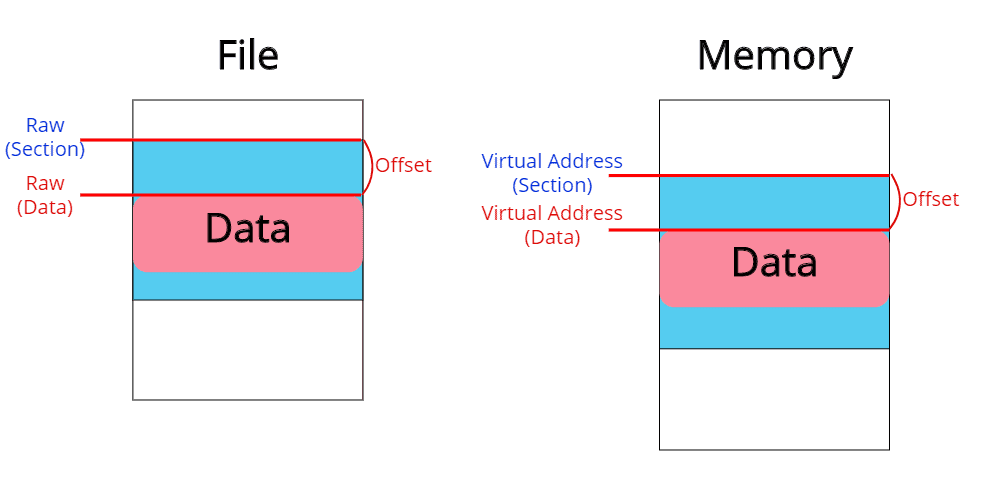 File
Raw
(Section)
Offset
Raw
(Data)
Data
Memory
Virtual Address
(Section)
Offset
Virtual Address
(Data)
Data